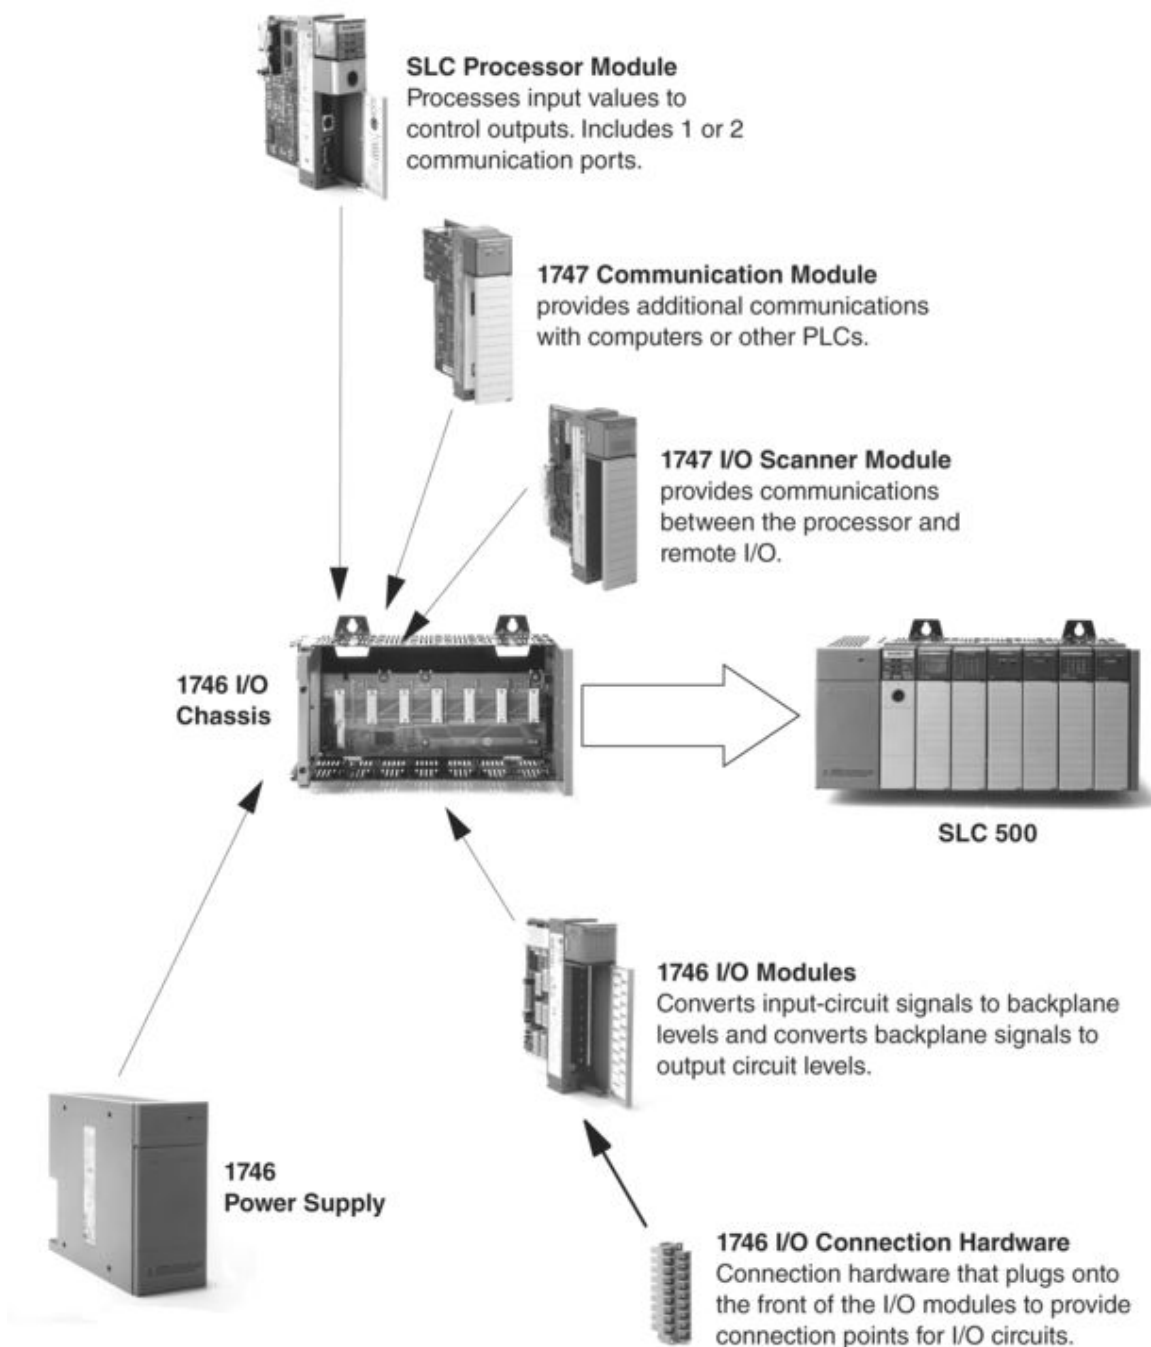 SLC Processor Module
Processes input values to
control outputs. Includes 1 or 2
communication ports.
1747 Communication Module
provides additional communications
with computers or other PLCs.
1747 I/O Scanner Module
provides communications
between the processor and
remote I/O.
1746 I/O
Chassis
SLC 500
1746 I/O Modules
Converts input-circuit signals to backplane
levels and converts backplane signals to
output circuit levels.
1746
Power Supply
1746 I/O Connection Hardware
Connection hardware that plugs onto
the front of the I/O modules to provide
connection points for I/O circuits.